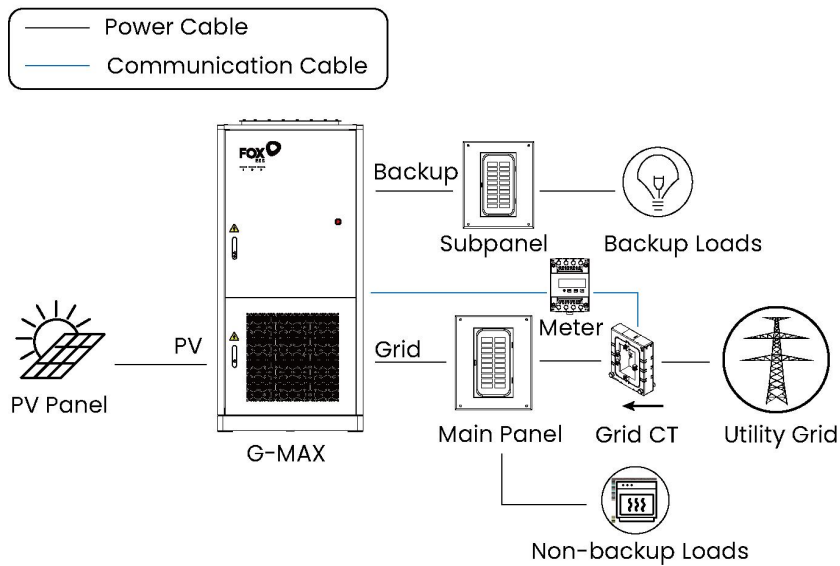 Power Cable
Communication Cable
FOX
ESS
Backup
Subpanel
Backup Loads
Meter
PV
Grid
PV Panel
Main Panel
Grid CT
Utility Grid
G-MAX
Non-backup Loads